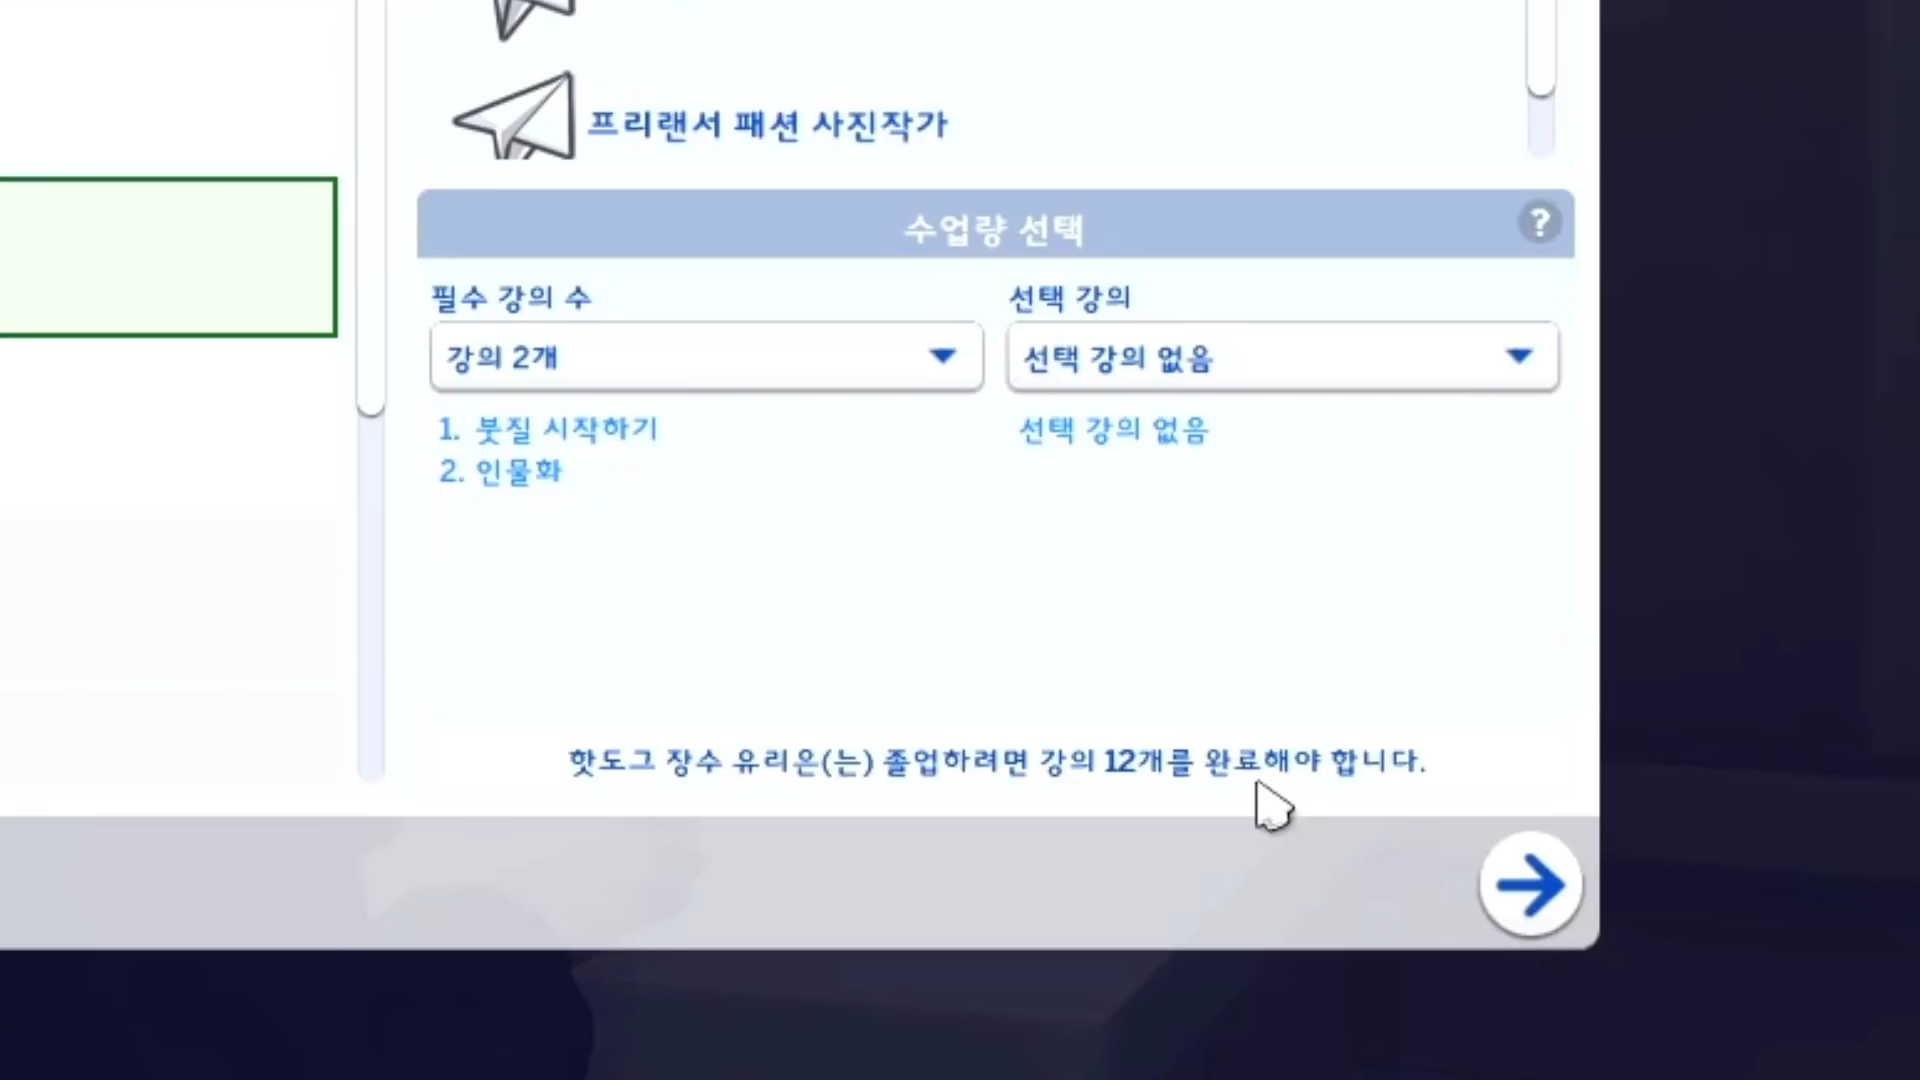 프리랜서 패션 사진작가
수업량 선택
?
필수 강의 수
선택 강의
강의 2개
선택 강의 없음
1. 붓질 시작하기
선택 강의 없음
2. 인물화
핫도그 장수 유리은(는) 졸업하려면 강의 12개를 완료해야 합니다.